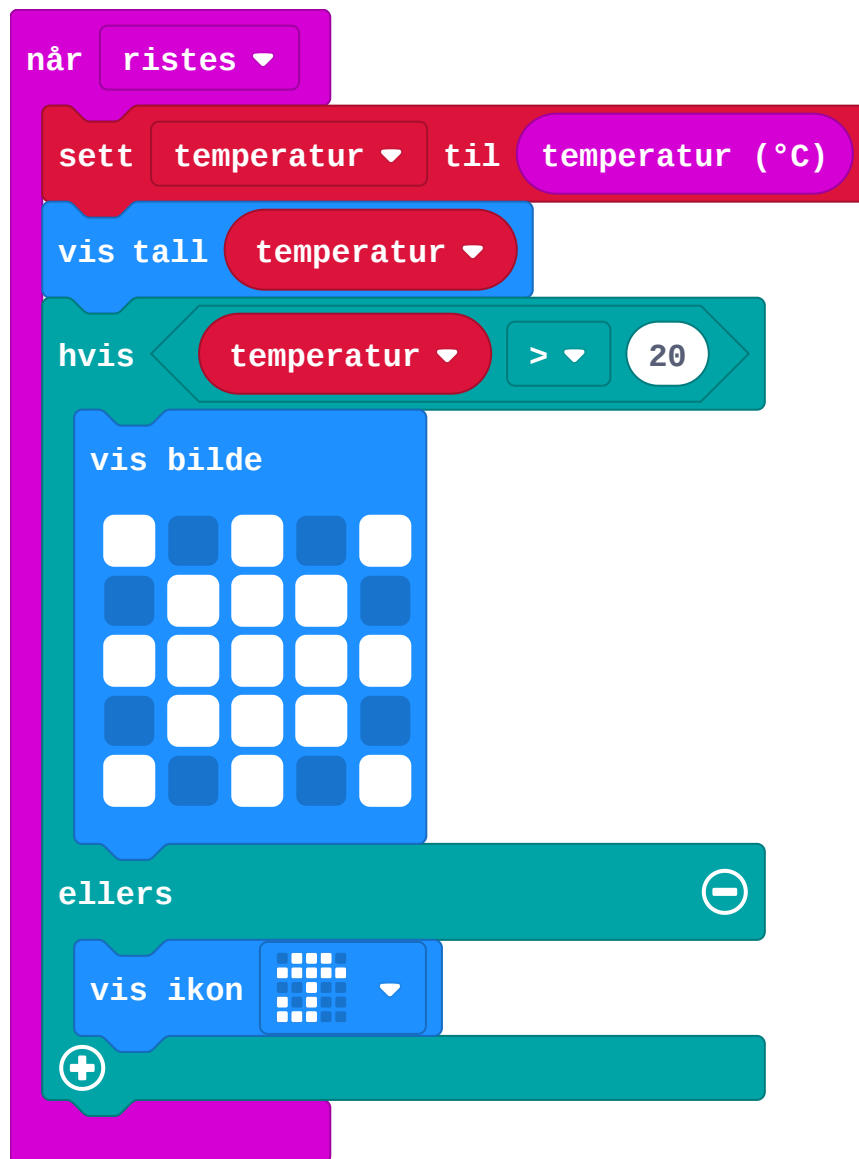 når ristes
sett temperatur til temperatur (°C)
vis tall temperatur
hvis temperatur > 20
vis bilde
ellers
vis ikon